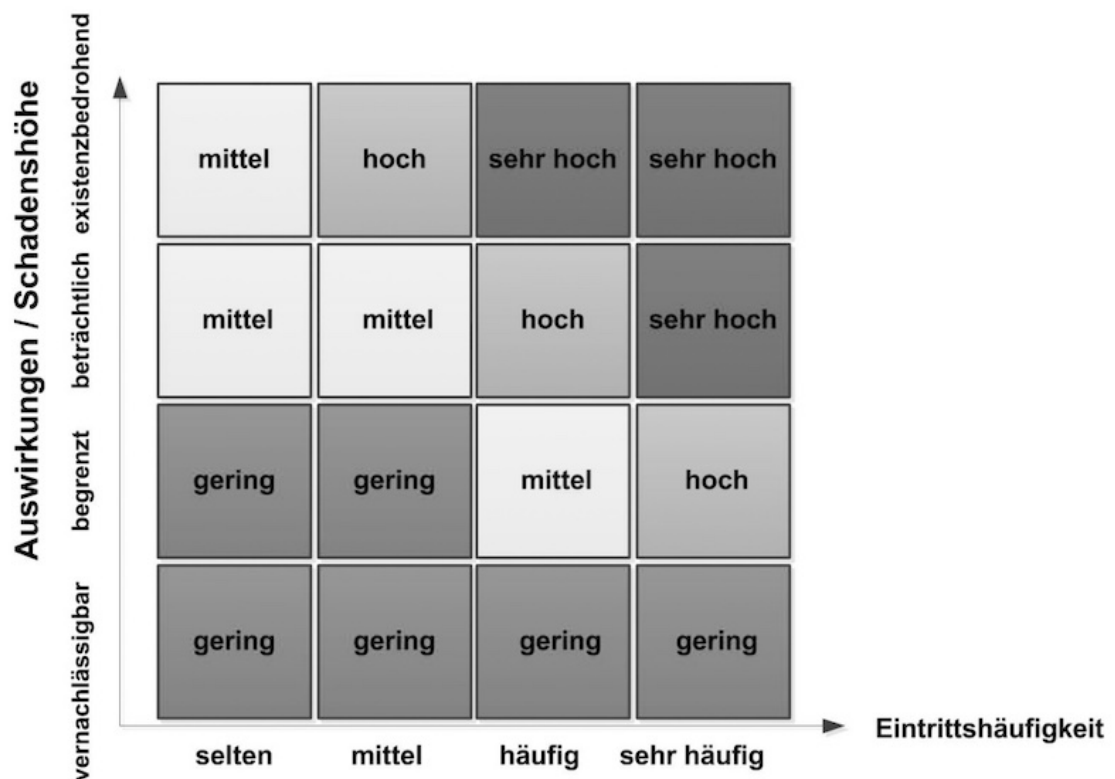 Auswirkungen / Schadenshöhe
existenzbedrohend
mittel hoch sehr hoch sehr hoch
beträchtlich
mittel mittel hoch sehr hoch
begrenzt
gering gering mittel hoch
vernachlässigbar
gering gering gering gering
selten mittel häufig sehr häufig
Eintrittshäufigkeit